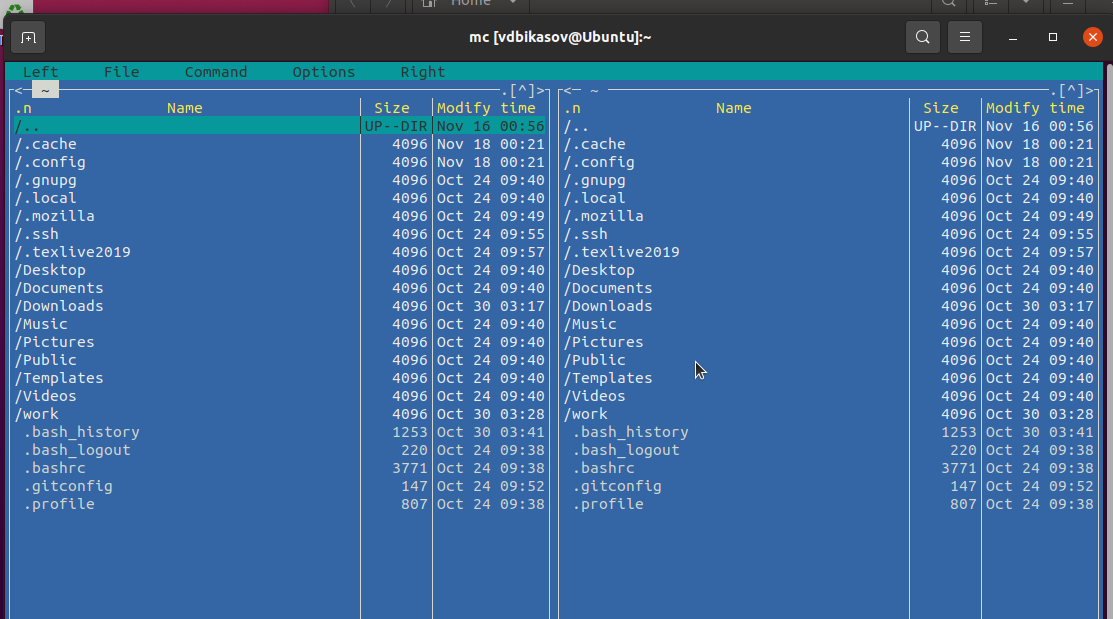 Home
mc [vdbikasov@Ubuntu]:~
Left File Command Options Right
<─ ~ ─.[^]>
.n Name Size Modify time
/.. UP--DIR Nov 16 00:56
/.cache 4096 Nov 18 00:21
/.config 4096 Nov 18 00:21
/.gnupg 4096 Oct 24 09:40
/.local 4096 Oct 24 09:40
/.mozilla 4096 Oct 24 09:49
/.ssh 4096 Oct 24 09:55
/.texlive2019 4096 Oct 24 09:57
/Desktop 4096 Oct 24 09:40
/Documents 4096 Oct 24 09:40
/Downloads 4096 Oct 30 03:17
/Music 4096 Oct 24 09:40
/Pictures 4096 Oct 24 09:40
/Public 4096 Oct 24 09:40
/Templates 4096 Oct 24 09:40
/Videos 4096 Oct 24 09:40
/work 4096 Oct 30 03:28
.bash_history 1253 Oct 30 03:41
.bash_logout 220 Oct 24 09:38
.bashrc 3771 Oct 24 09:38
.gitconfig 147 Oct 24 09:52
.profile 807 Oct 24 09:38
<─ ~ ─.[^]>
.n Name Size Modify time
/.. UP--DIR Nov 16 00:56
/.cache 4096 Nov 18 00:21
/.config 4096 Nov 18 00:21
/.gnupg 4096 Oct 24 09:40
/.local 4096 Oct 24 09:40
/.mozilla 4096 Oct 24 09:49
/.ssh 4096 Oct 24 09:55
/.texlive2019 4096 Oct 24 09:57
/Desktop 4096 Oct 24 09:40
/Documents 4096 Oct 24 09:40
/Downloads 4096 Oct 30 03:17
/Music 4096 Oct 24 09:40
/Pictures 4096 Oct 24 09:40
/Public 4096 Oct 24 09:40
/Templates 4096 Oct 24 09:40
/Videos 4096 Oct 24 09:40
/work 4096 Oct 30 03:28
.bash_history 1253 Oct 30 03:41
.bash_logout 220 Oct 24 09:38
.bashrc 3771 Oct 24 09:38
.gitconfig 147 Oct 24 09:52
.profile 807 Oct 24 09:38